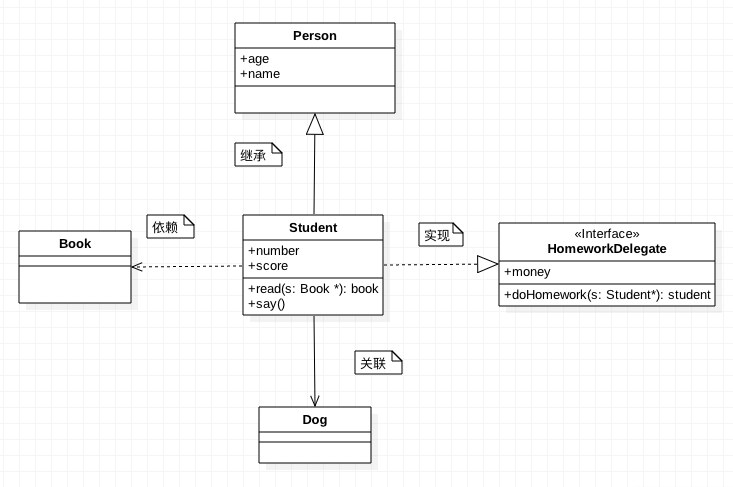 Person
+age
+name
继承
依赖
Book
Student
+number
+score
+read(s: Book *): book
+say()
实现
«Interface»
HomeworkDelegate
+money
+doHomework(s: Student*): student
关联
Dog